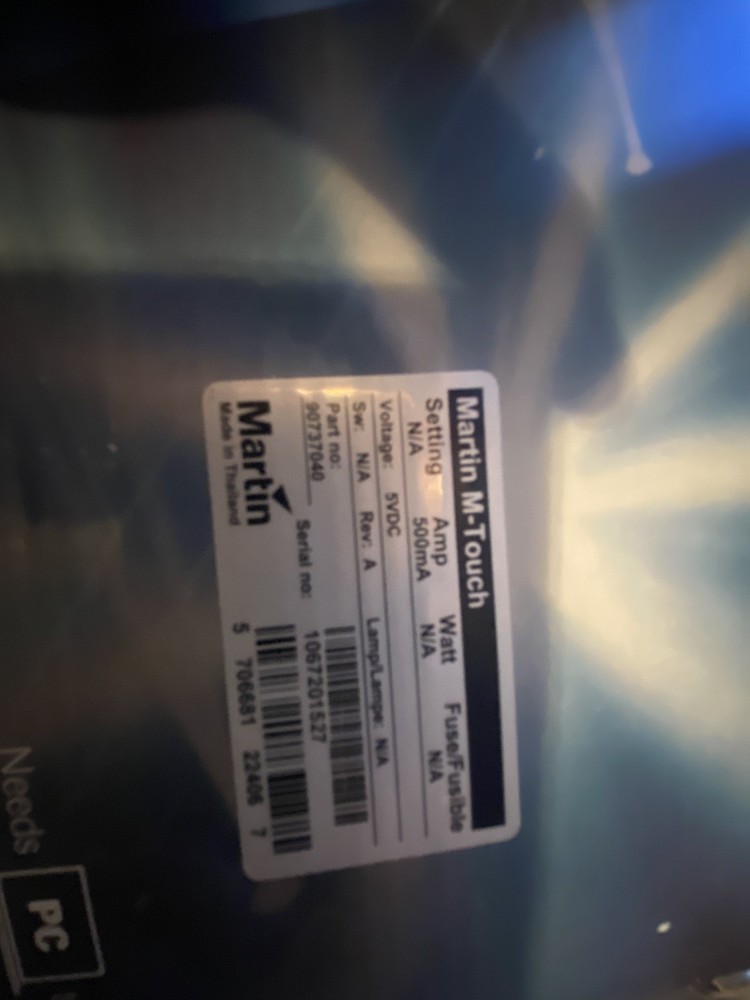 Martin M-Touch
Setting Amp Watt Fuse/Fusible
N/A 500mA N/A N/A
Voltage: 5VDC
Sw: N/A Rev: A Lamp/Lampe: N/A
Part no:
90737040 Serial no: 1067201527
Martin
Made in Thailand
5 706681 22406 7
Needs PC